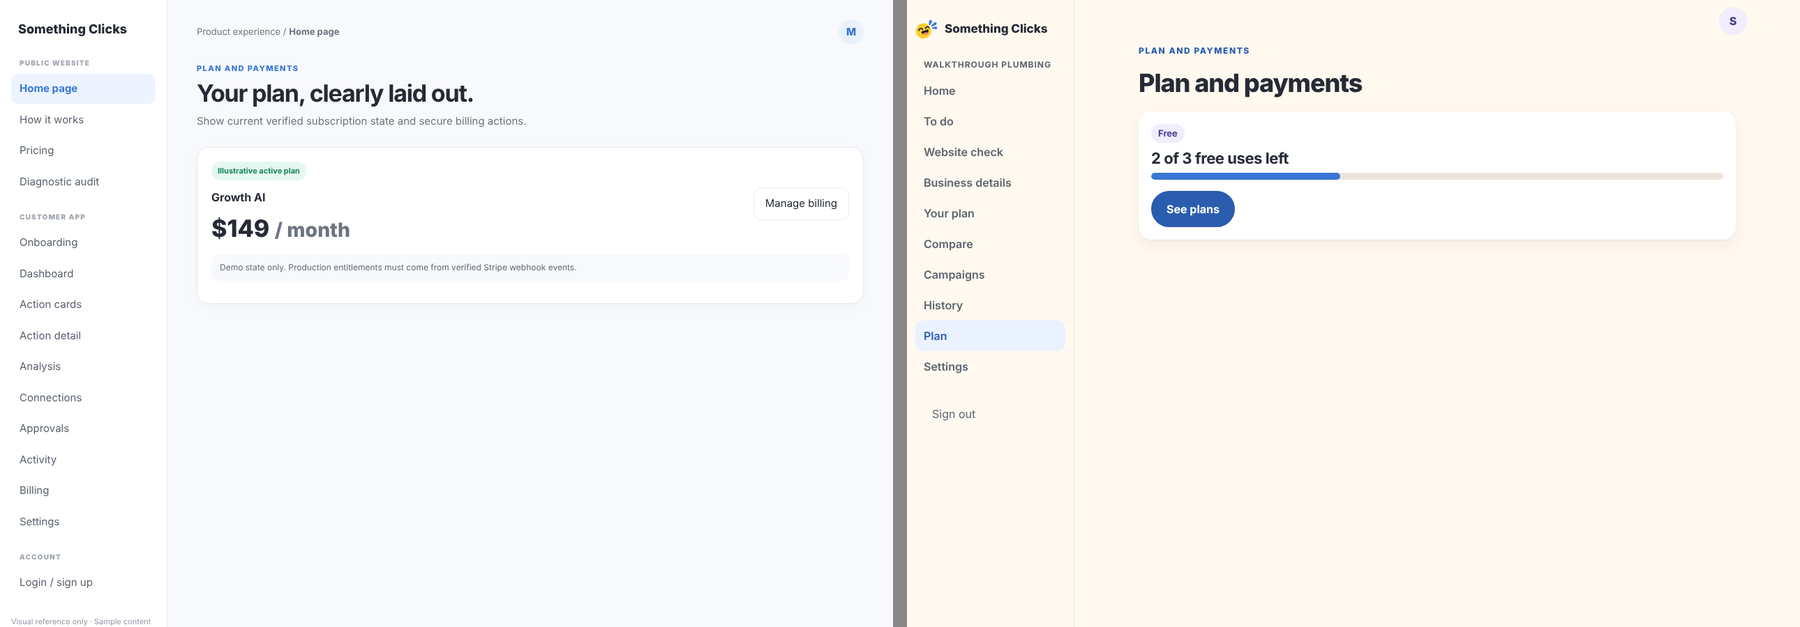 Something Clicks
PUBLIC WEBSITE
Home page
How it works
Pricing
Diagnostic audit
CUSTOMER APP
Onboarding
Dashboard
Action cards
Action detail
Analysis
Connections
Approvals
Activity
Billing
Settings
ACCOUNT
Login / sign up
Visual reference only · Sample content
Product experience / Home page
M
PLAN AND PAYMENTS
Your plan, clearly laid out.
Show current verified subscription state and secure billing actions.
Illustrative active plan
Growth AI
$149 / month
Manage billing
Demo state only. Production entitlements must come from verified Stripe webhook events.
Something Clicks
WALKTHROUGH PLUMBING
Home
To do
Website check
Business details
Your plan
Compare
Campaigns
History
Plan
Settings
Sign out
S
PLAN AND PAYMENTS
Plan and payments
Free
2 of 3 free uses left
See plans